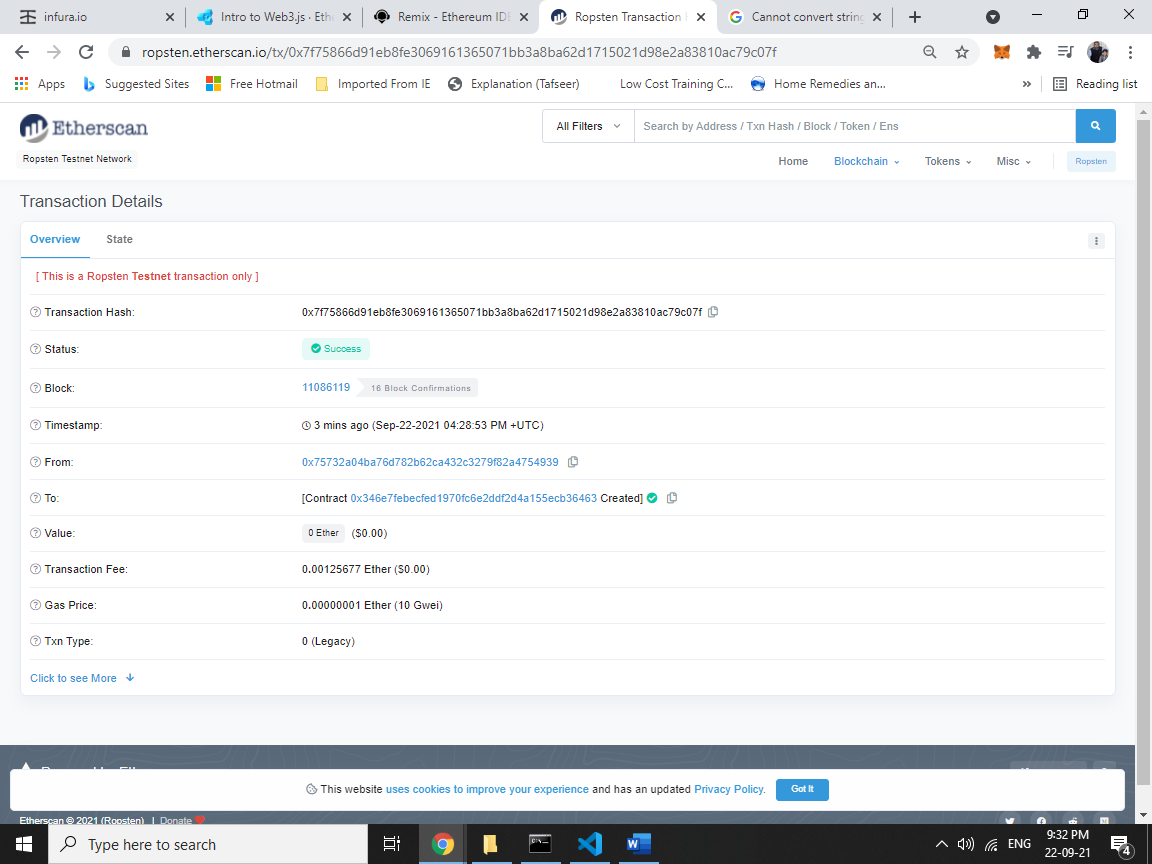 infura.io
Intro to Web3.js · Eth
Remix - Ethereum IDE
Ropsten Transaction
Cannot convert string
ropsten.etherscan.io/tx/0x7f75866d91eb8fe3069161365071bb3a8ba62d1715021d98e2a83810ac79c07f
Apps
Suggested Sites
Free Hotmail
Imported From IE
Explanation (Tafseer)
Low Cost Training C...
Home Remedies an...
»
Reading list
Etherscan
All Filters
Search by Address / Txn Hash / Block / Token / Ens
Ropsten Testnet Network
Home
Blockchain
Tokens
Misc
Ropsten
Transaction Details
Overview
State
[ This is a Ropsten Testnet transaction only ]
Transaction Hash:
0x7f75866d91eb8fe3069161365071bb3a8ba62d1715021d98e2a83810ac79c07f
Status:
Success
Block:
11086119
16 Block Confirmations
Timestamp:
3 mins ago (Sep-22-2021 04:28:53 PM +UTC)
From:
0x75732a04ba76d782b62ca432c3279f82a4754939
To:
[Contract 0x346e7febecfed1970fc6e2ddf2d4a155ecb36463 Created]
Value:
0 Ether ($0.00)
Transaction Fee:
0.00125677 Ether ($0.00)
Gas Price:
0.00000001 Ether (10 Gwei)
Txn Type:
0 (Legacy)
Click to see More
This website uses cookies to improve your experience and has an updated Privacy Policy.
Got It
Etherscan © 2021 (Ropsten) | Donate
Type here to search
ENG
9:32 PM
22-09-21
4